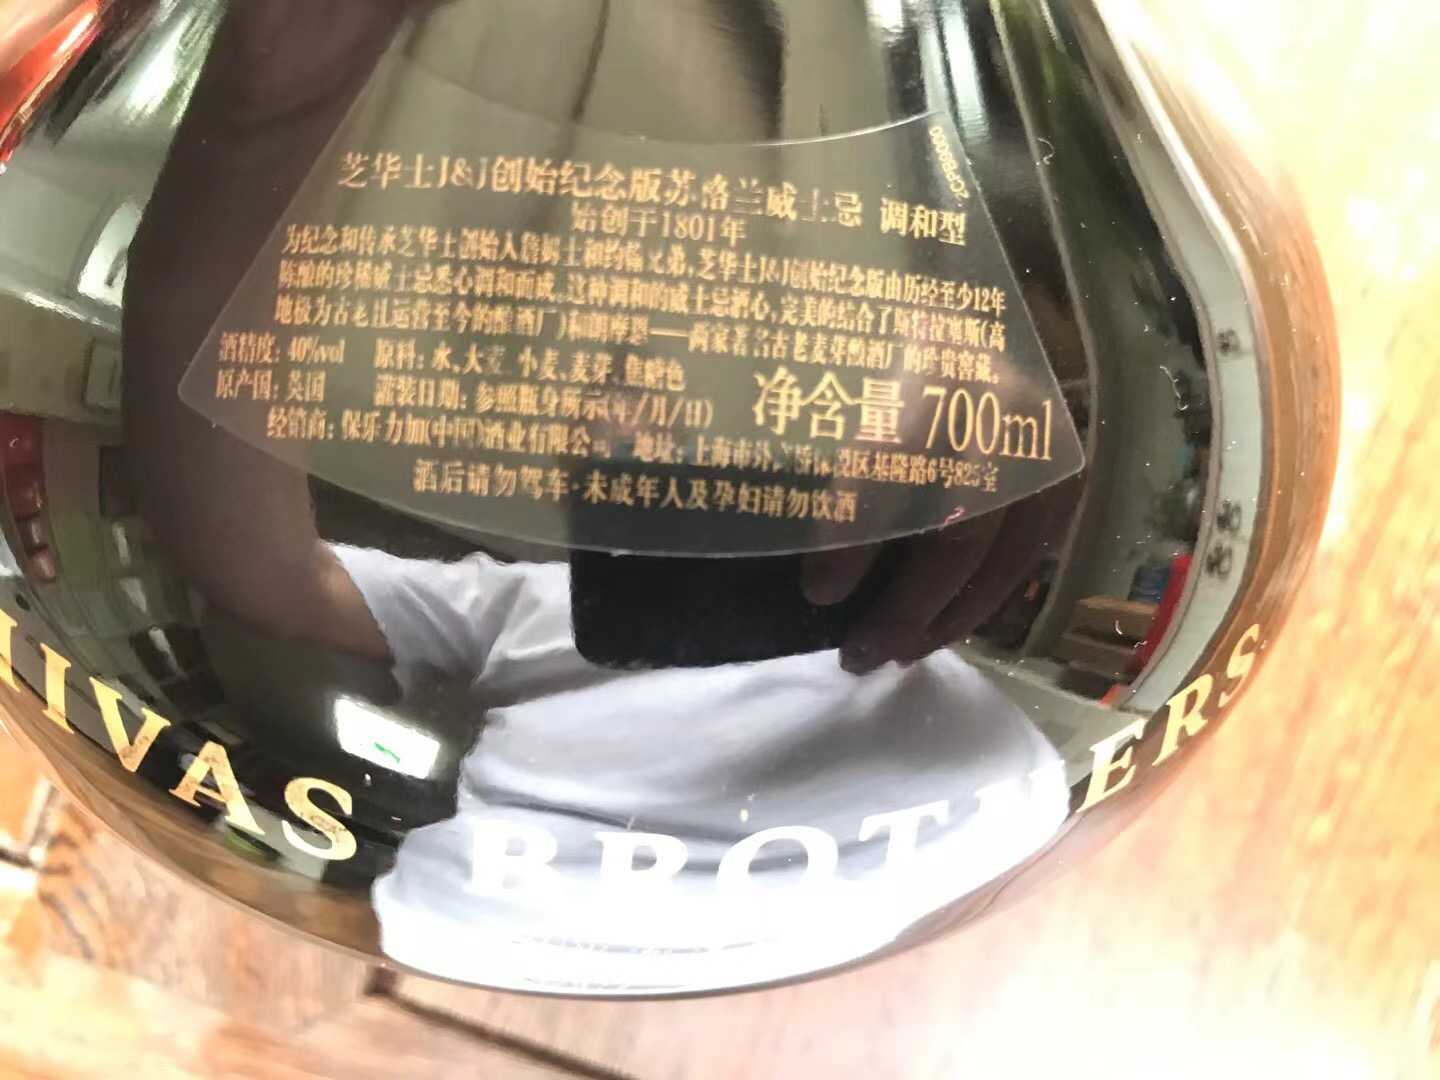 ZCPB9000
芝华士J&J创始纪念版苏格兰威士忌 调和型
始创于1801年
为纪念和传承芝华士创始人詹姆士和约翰兄弟,芝华士J&J创始纪念版由历经至少12年
陈酿的珍稀威士忌悉心调和而成。这种调和的威士忌酒心,完美的结合了斯特拉塞斯(高
地极为古老且运营至今的酿酒厂)和朗摩恩——两家著名古老麦芽酿酒厂的珍贵窖藏。
酒精度: 40%vol 原料: 水、大麦、小麦、麦芽、焦糖色
原产国: 英国 灌装日期: 参照瓶身所示(年/月/日) 净含量 700ml
经销商: 保乐力加(中国)酒业有限公司 地址: 上海市外高桥保税区基隆路6号825室
酒后请勿驾车·未成年人及孕妇请勿饮酒
HIVAS BROTHERS